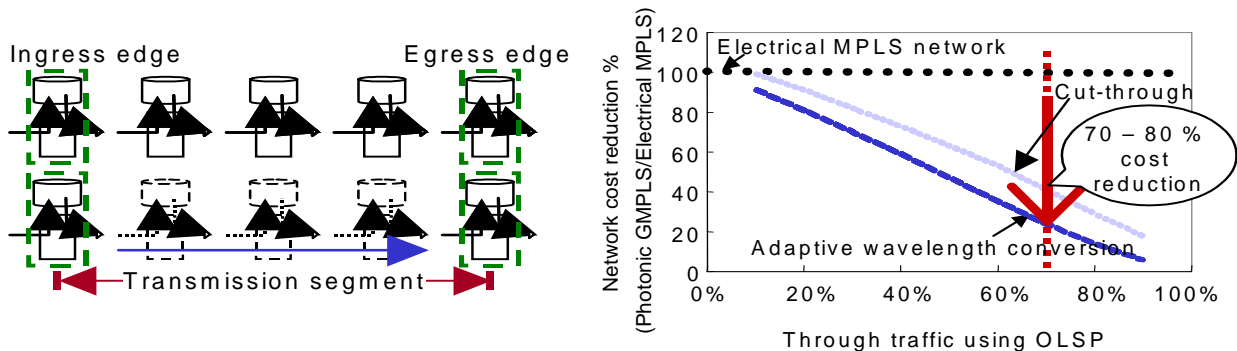 Ingress edge
Egress edge
Transmission segment
Network cost reduction %
(Photonic GMPLS/Electrical MPLS)
120
100
80
60
40
20
0
Electrical MPLS network
Cut-through
70 – 80 %
cost
reduction
Adaptive wavelength conversion
0%
20%
40%
60%
80%
100%
Through traffic using OLSP